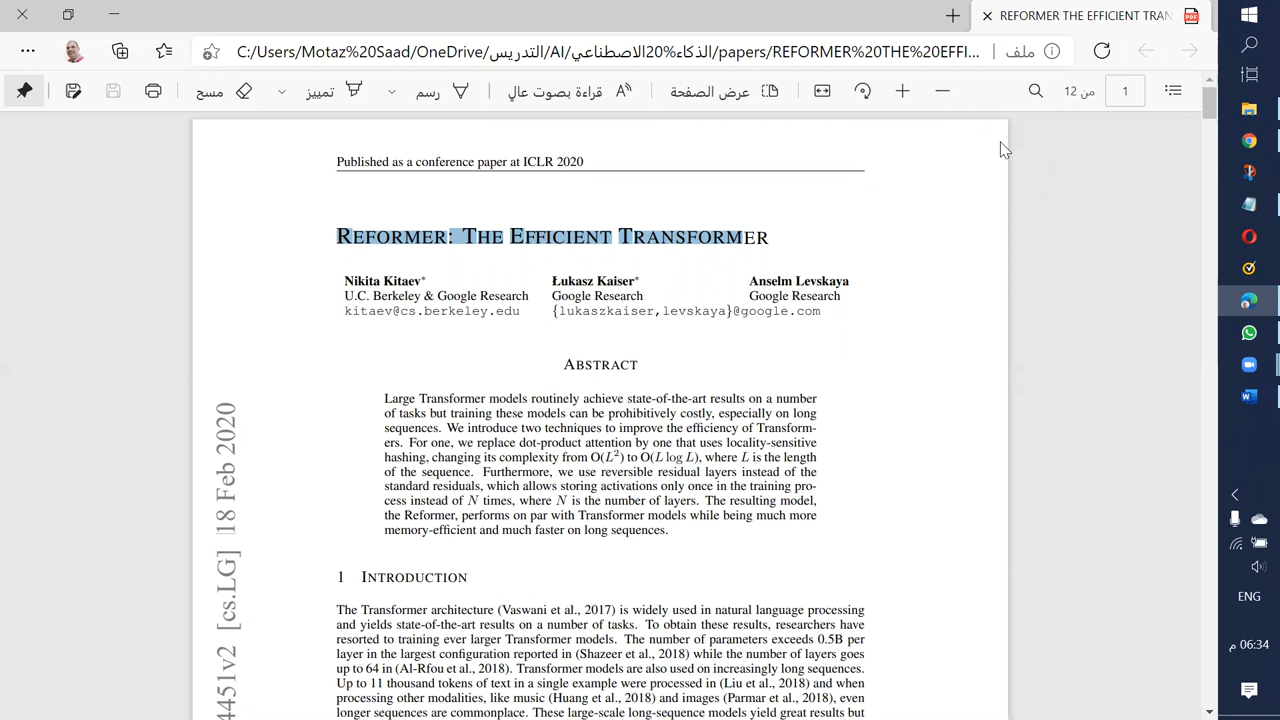 REFORMER THE EFFICIENT TRAN
C:/Users/Motaz%20Saad/OneDrive/التدريس/AI/الذكاء%20الاصطناعي/papers/REFORMER%20THE%20EFFI...
ملف
1
من 12
عرض الصفحة
قراءة بصوت عالٍ
رسم
تمييز
مسح
Published as a conference paper at ICLR 2020
REFORMER: THE EFFICIENT TRANSFORMER
Nikita Kitaev* Łukasz Kaiser* Anselm Levskaya
U.C. Berkeley & Google Research Google Research Google Research
kitaev@cs.berkeley.edu {lukaszkaiser,levskaya}@google.com
ABSTRACT
Large Transformer models routinely achieve state-of-the-art results on a number
of tasks but training these models can be prohibitively costly, especially on long
sequences. We introduce two techniques to improve the efficiency of Transform-
ers. For one, we replace dot-product attention by one that uses locality-sensitive
hashing, changing its complexity from O(L²) to O(L log L), where L is the length
of the sequence. Furthermore, we use reversible residual layers instead of the
standard residuals, which allows storing activations only once in the training pro-
cess instead of N times, where N is the number of layers. The resulting model,
the Reformer, performs on par with Transformer models while being much more
memory-efficient and much faster on long sequences.
1 INTRODUCTION
The Transformer architecture (Vaswani et al., 2017) is widely used in natural language processing
and yields state-of-the-art results on a number of tasks. To obtain these results, researchers have
resorted to training ever larger Transformer models. The number of parameters exceeds 0.5B per
layer in the largest configuration reported in (Shazeer et al., 2018) while the number of layers goes
up to 64 in (Al-Rfou et al., 2018). Transformer models are also used on increasingly long sequences.
Up to 11 thousand tokens of text in a single example were processed in (Liu et al., 2018) and when
processing other modalities, like music (Huang et al., 2018) and images (Parmar et al., 2018), even
longer sequences are commonplace. These large-scale long-sequence models yield great results but
4451v2 [cs.LG] 18 Feb 2020
ENG
06:34 م